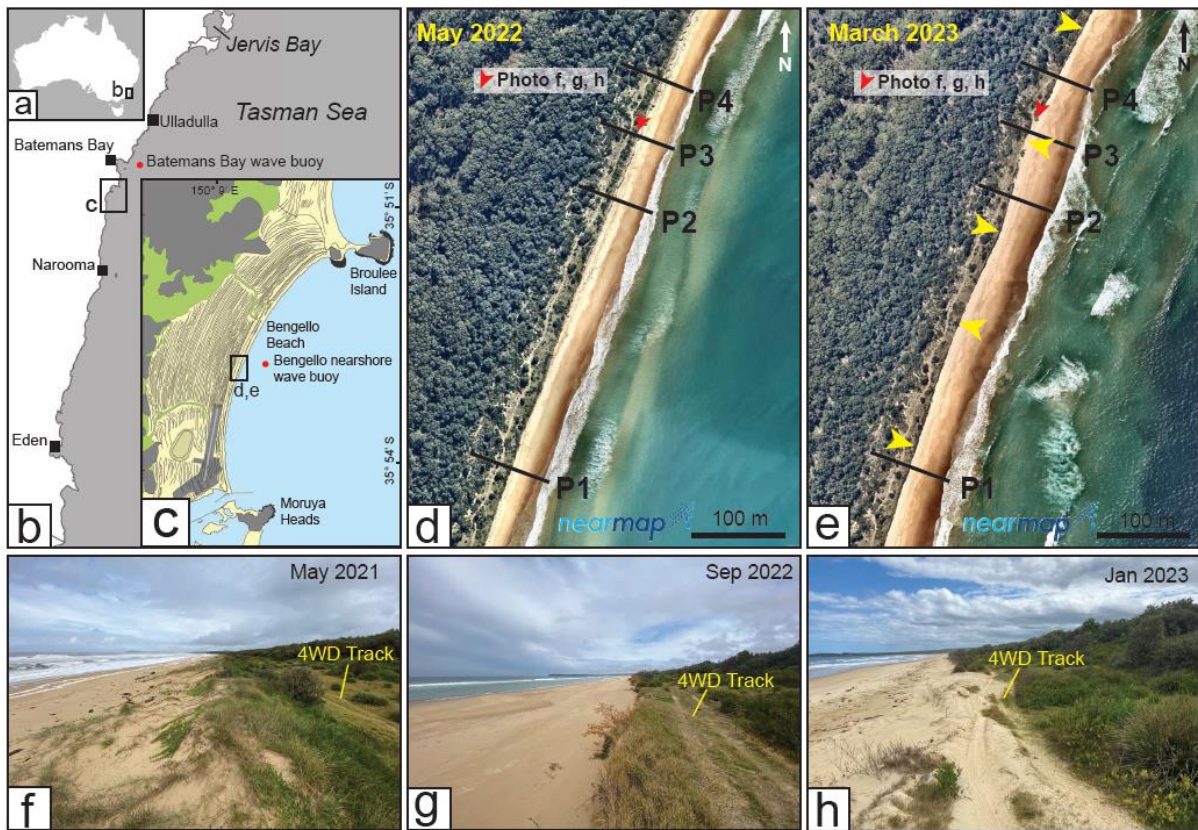 a
b
Jervis Bay
Tasman Sea
Ulladulla
Batemans Bay
Batemans Bay wave buoy
c
Narooma
Eden
b
150° 9' E
35° 51' S
Broulee
Island
Bengello
Beach
Bengello nearshore
wave buoy
d,e
35° 54' S
Moruya
Heads
c
May 2022
N
Photo f, g, h
P4
P3
P2
P1
nearmap
100 m
d
March 2023
N
Photo f, g, h
P4
P3
P2
P1
nearmap
100 m
e
May 2021
4WD Track
f
Sep 2022
4WD Track
g
Jan 2023
4WD Track
h